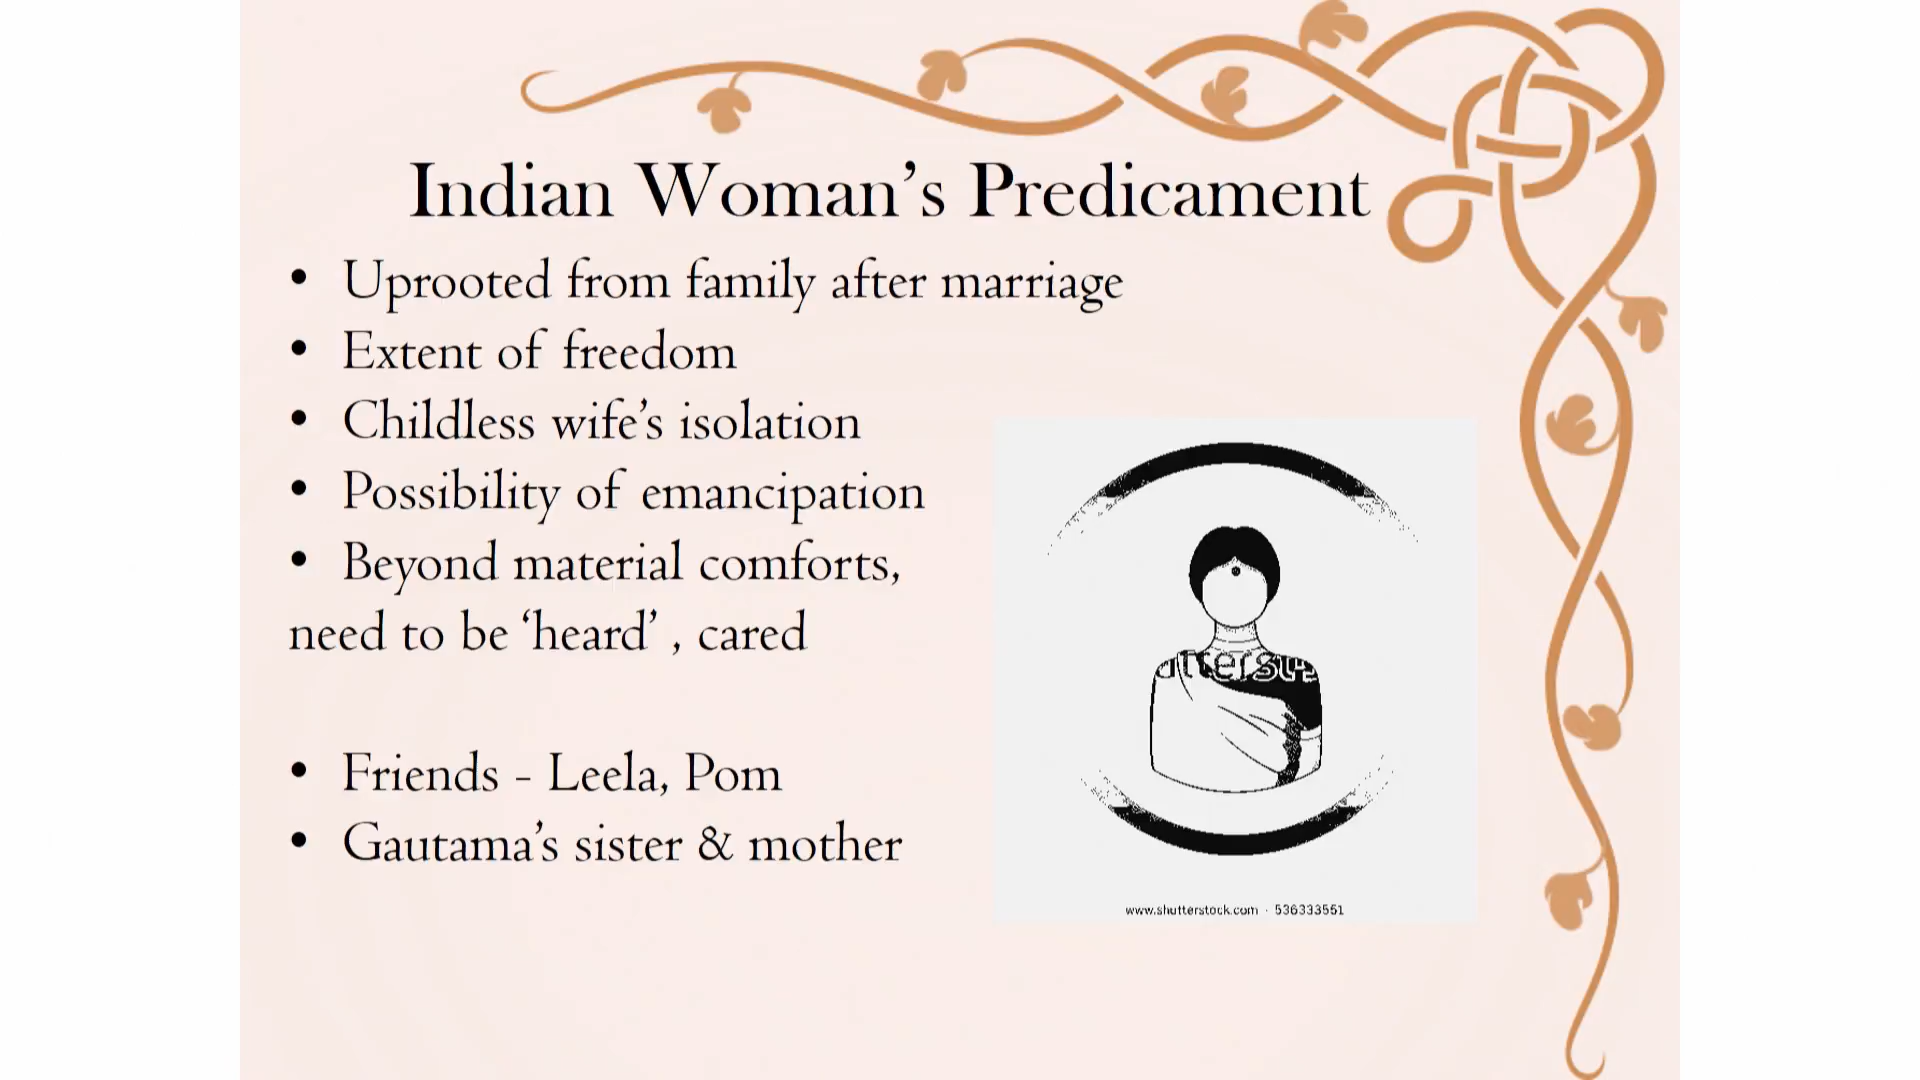 Indian Woman’s Predicament
• Uprooted from family after marriage
• Extent of freedom
• Childless wife’s isolation
• Possibility of emancipation
• Beyond material comforts,
need to be ‘heard’ , cared
• Friends - Leela, Pom
• Gautama’s sister & mother
www.shutterstock.com · 536333551